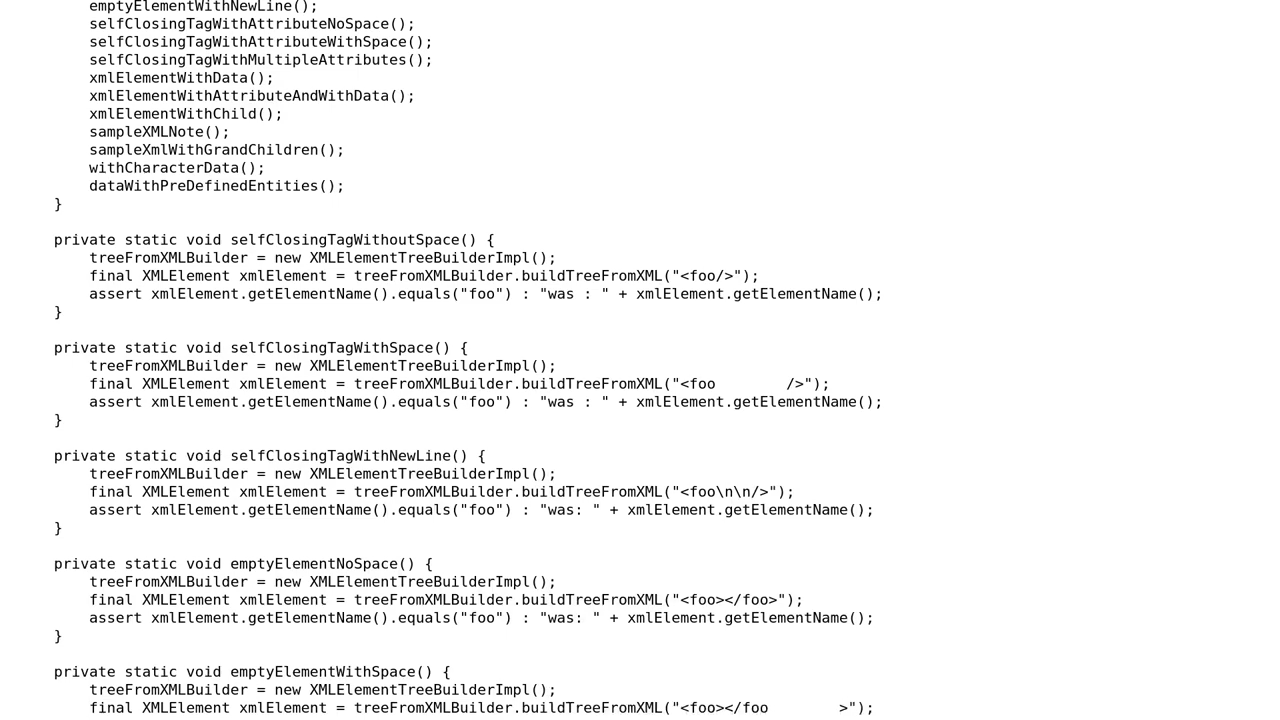 emptyElementWithNewLine();
        selfClosingTagWithAttributeNoSpace();
        selfClosingTagWithAttributeWithSpace();
        selfClosingTagWithMultipleAttributes();
        xmlElementWithData();
        xmlElementWithAttributeAndWithData();
        xmlElementWithChild();
        sampleXMLNote();
        sampleXmlWithGrandChildren();
        withCharacterData();
        dataWithPreDefinedEntities();
    }

    private static void selfClosingTagWithoutSpace() {
        treeFromXMLBuilder = new XMLElementTreeBuilderImpl();
        final XMLElement xmlElement = treeFromXMLBuilder.buildTreeFromXML("<foo/>");
        assert xmlElement.getElementName().equals("foo") : "was : " + xmlElement.getElementName();
    }

    private static void selfClosingTagWithSpace() {
        treeFromXMLBuilder = new XMLElementTreeBuilderImpl();
        final XMLElement xmlElement = treeFromXMLBuilder.buildTreeFromXML("<foo        />");
        assert xmlElement.getElementName().equals("foo") : "was : " + xmlElement.getElementName();
    }

    private static void selfClosingTagWithNewLine() {
        treeFromXMLBuilder = new XMLElementTreeBuilderImpl();
        final XMLElement xmlElement = treeFromXMLBuilder.buildTreeFromXML("<foo\n\n/>");
        assert xmlElement.getElementName().equals("foo") : "was: " + xmlElement.getElementName();
    }

    private static void emptyElementNoSpace() {
        treeFromXMLBuilder = new XMLElementTreeBuilderImpl();
        final XMLElement xmlElement = treeFromXMLBuilder.buildTreeFromXML("<foo></foo>");
        assert xmlElement.getElementName().equals("foo") : "was: " + xmlElement.getElementName();
    }

    private static void emptyElementWithSpace() {
        treeFromXMLBuilder = new XMLElementTreeBuilderImpl();
        final XMLElement xmlElement = treeFromXMLBuilder.buildTreeFromXML("<foo></foo        >");